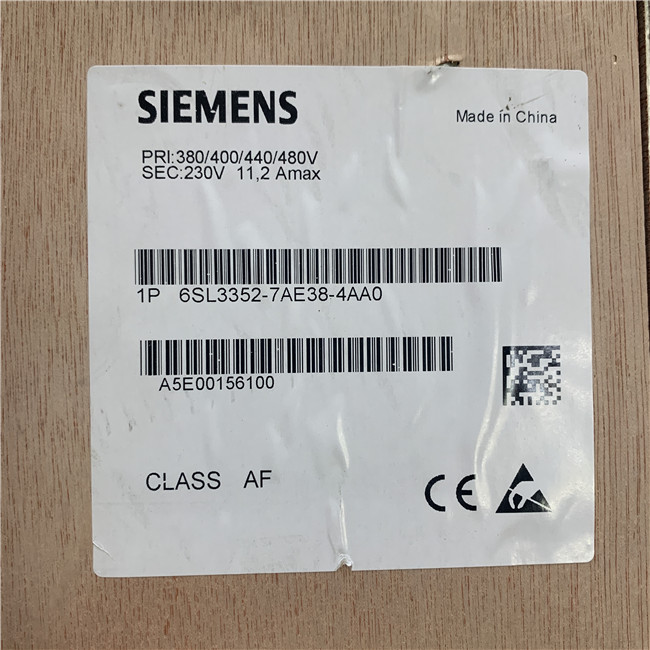 SIEMENS
Made in China
PRI:380/400/440/480V
SEC:230V 11,2 Amax
1P 6SL3352-7AE38-4AA0
A5E00156100
CLASS AF
CE